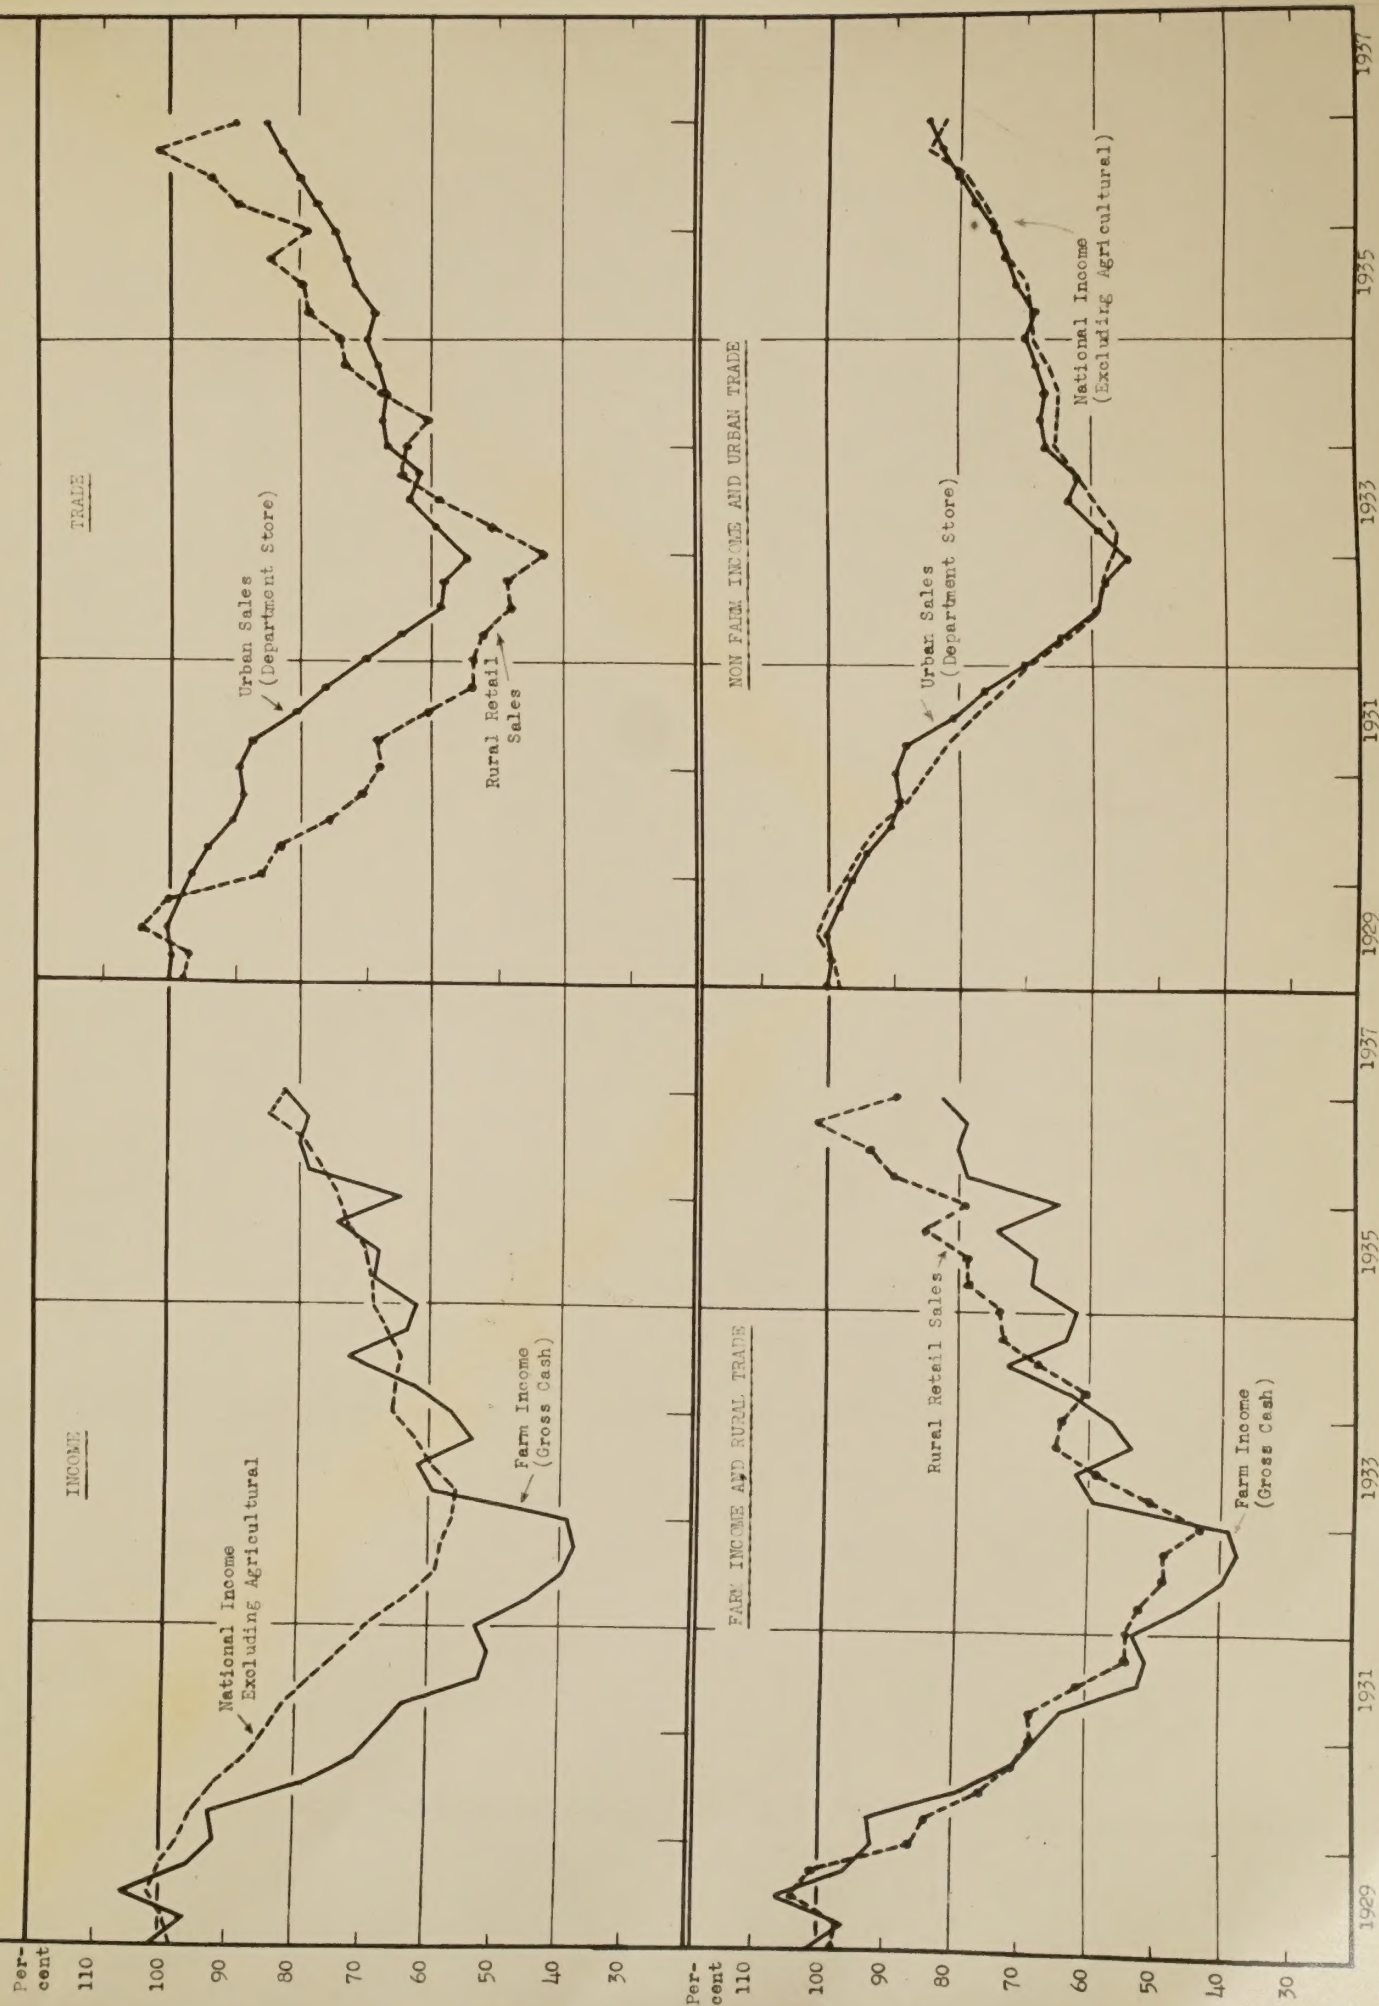 INCOME
Per-
cent
110
100
90
80
70
60
50
40
30
National Income
Excluding Agricultural
Farm Income
(Gross Cash)
TRADE
Urban Sales
(Department Store)
Rural Retail
Sales
FARM INCOME AND RURAL TRADE
Per-
cent
110
100
90
80
70
60
50
40
30
Rural Retail Sales
Farm Income
(Gross Cash)
1929
1931
1933
1935
1937
NON FARM INCOME AND URBAN TRADE
Urban Sales
(Department Store)
National Income
(Excluding Agricultural)
1929
1931
1933
1935
1937